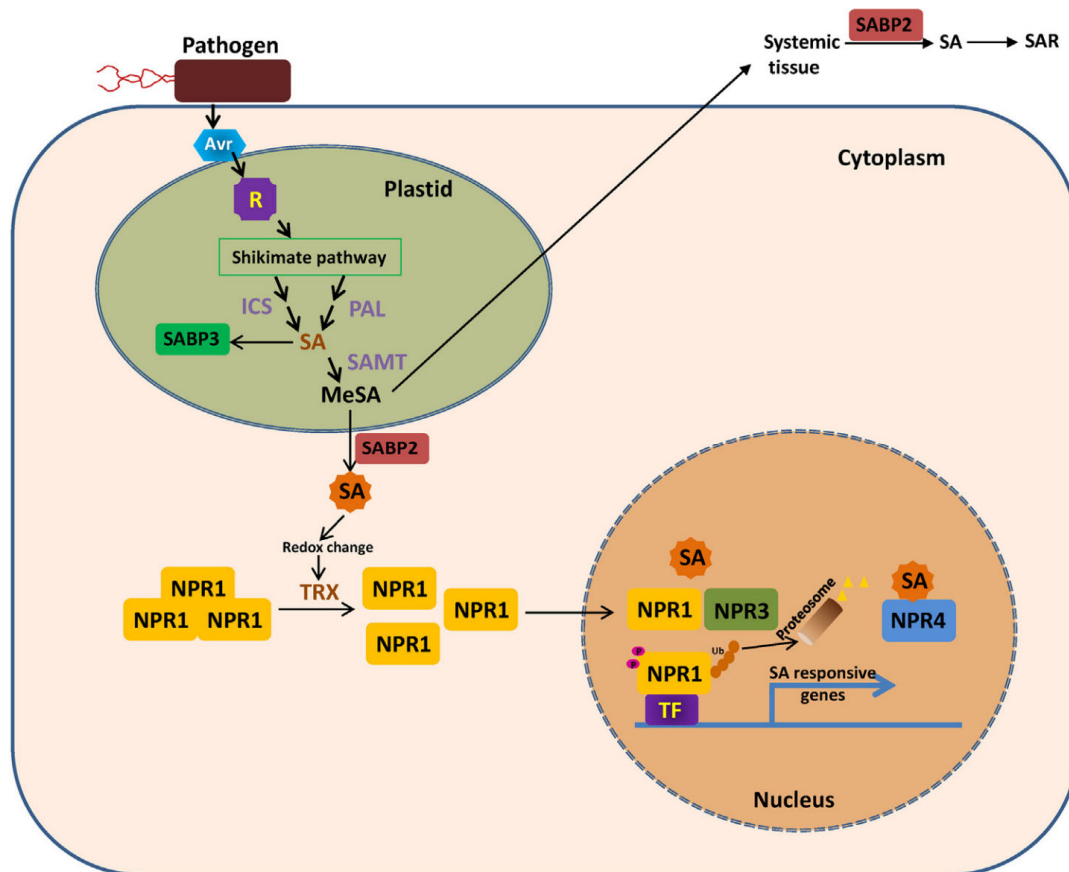 Pathogen
SABP2
Systemic
tissue
SA
SAR
Avr
Cytoplasm
Plastid
R
Shikimate pathway
ICS
PAL
SABP3
SA
SAMT
MeSA
SABP2
SA
Redox change
TRX
NPR1
NPR1
NPR1
NPR1
NPR1
NPR1
SA
NPR1
NPR3
Proteosome
SA
NPR4
P
P
Ub
NPR1
TF
SA responsive
genes
Nucleus